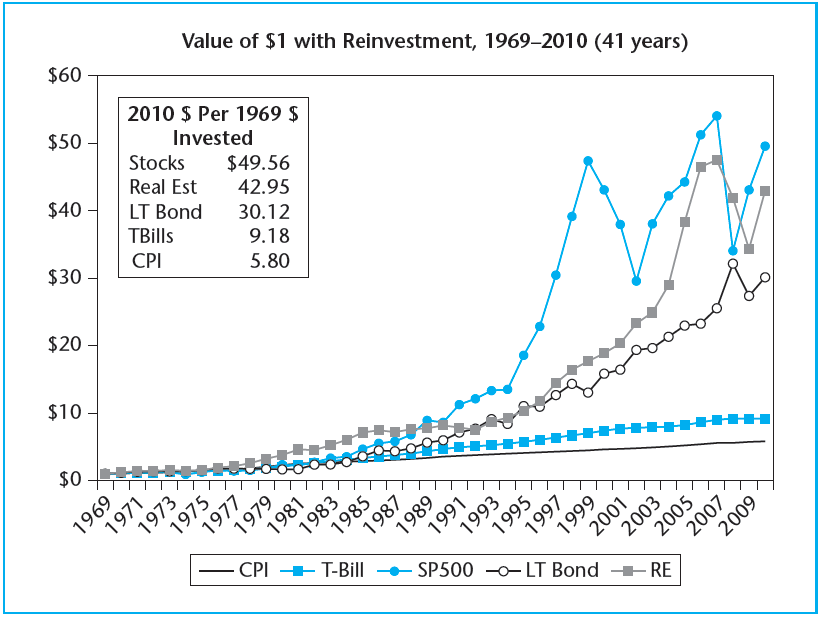 Value of $1 with Reinvestment, 1969–2010 (41 years)
$60
$50
$40
$30
$20
$10
$0
2010 $ Per 1969 $
Invested
Stocks $49.56
Real Est 42.95
LT Bond 30.12
TBills 9.18
CPI 5.80
1969 1971 1973 1975 1977 1979 1981 1983 1985 1987 1989 1991 1993 1995 1997 1999 2001 2003 2005 2007 2009
CPI T-Bill SP500 LT Bond RE